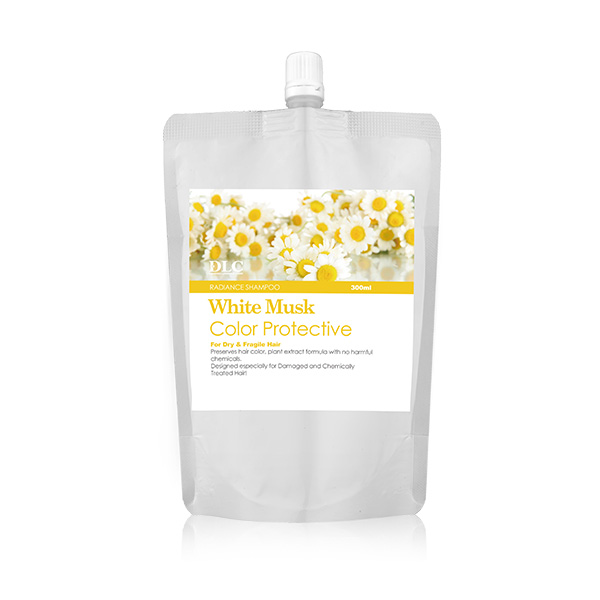 DLC
RADIANCE SHAMPOO 300ml
White Musk
Color Protective
For Dry & Fragile Hair
Preserves hair color, plant extract formula with no harmful
chemicals.
Designed especially for Damaged and Chemically
Treated Hair!